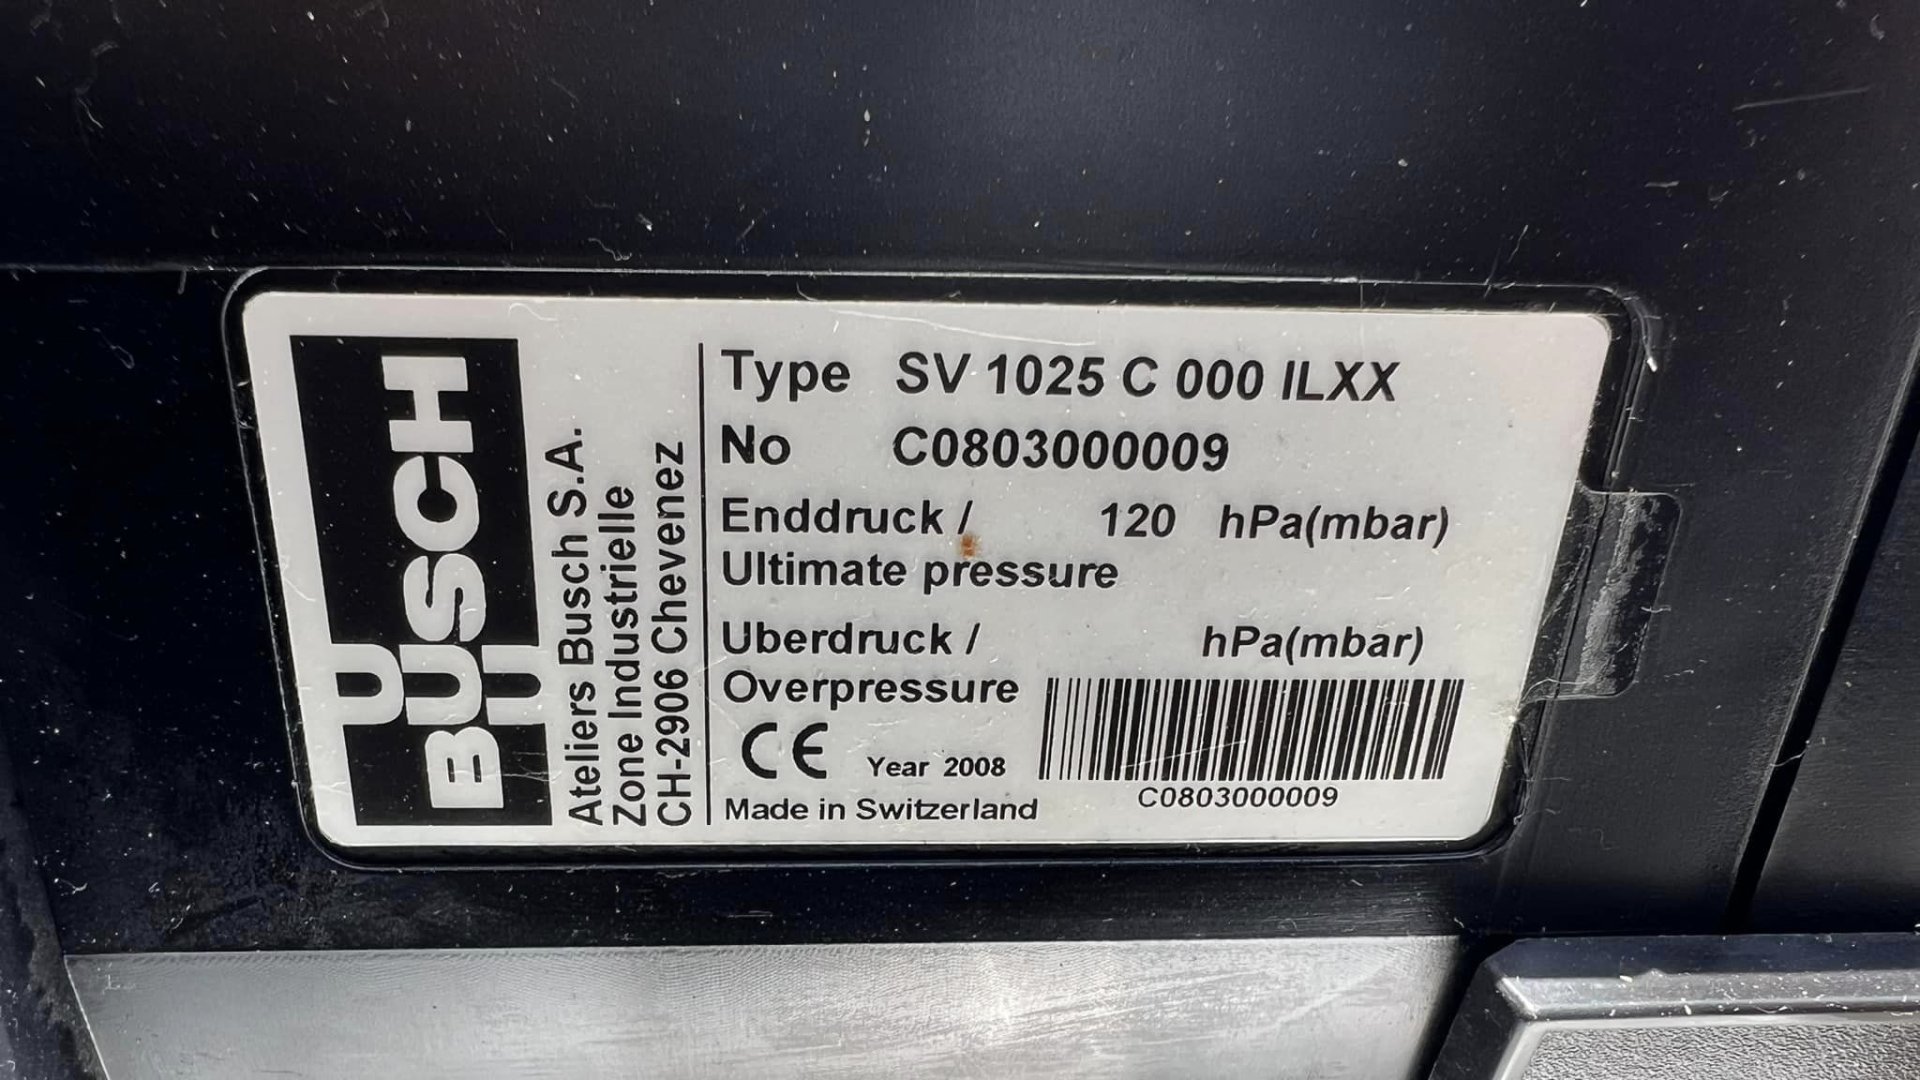 BUSCH
Ateliers Busch S.A.
Zone Industrielle
CH-2906 Chevenez
Type SV 1025 C 000 ILXX
No C0803000009
Enddruck / 120 hPa(mbar)
Ultimate pressure
Uberdruck / hPa(mbar)
Overpressure
CE Year 2008
Made in Switzerland
C0803000009